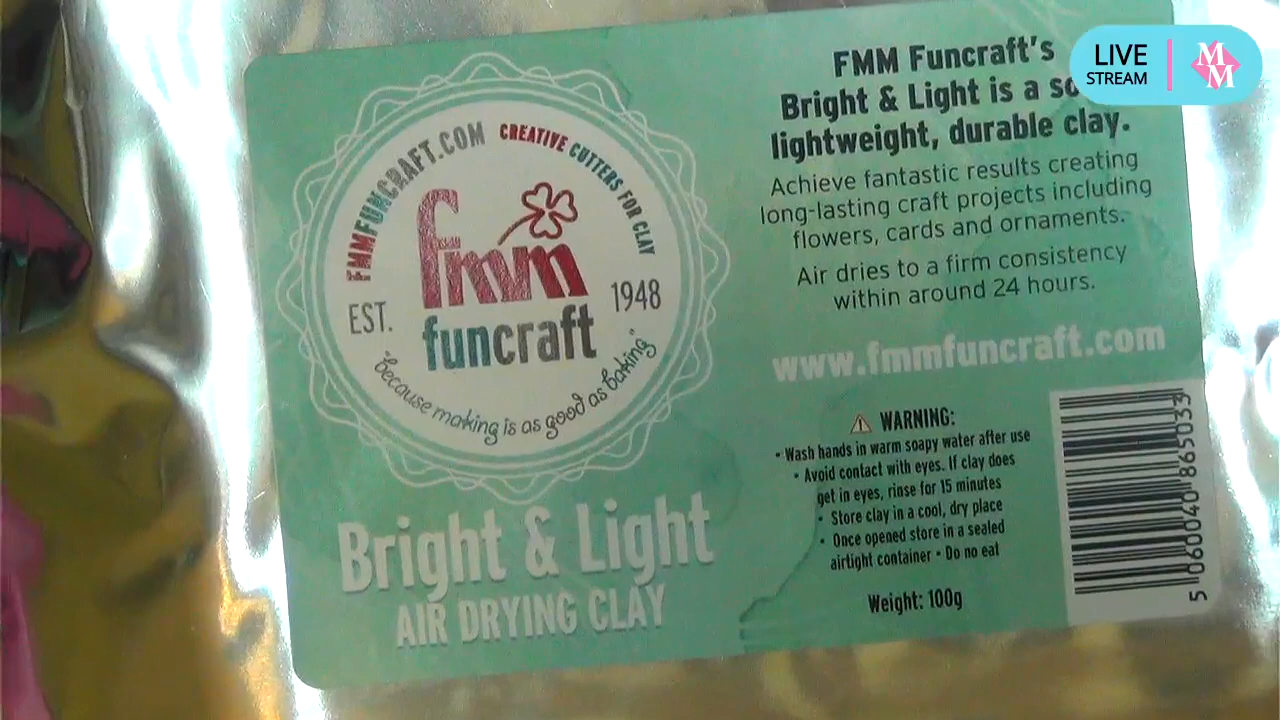 LIVE
STREAM
MM
FMMFUNCRAFT.COM CREATIVE CUTTERS FOR CLAY
fmm
EST. 1948
funcraft
"because making is as good as baking"
Bright & Light
AIR DRYING CLAY
FMM Funcraft's
Bright & Light is a
lightweight, durable clay.
Achieve fantastic results creating
long-lasting craft projects including
flowers, cards and ornaments.
Air dries to a firm consistency
within around 24 hours.
www.fmmfuncraft.com
WARNING:
• Wash hands in warm soapy water after use
• Avoid contact with eyes. If clay does
get in eyes, rinse for 15 minutes
• Store clay in a cool, dry place
• Once opened store in a sealed
airtight container • Do no eat
Weight: 100g
5 060040 865033